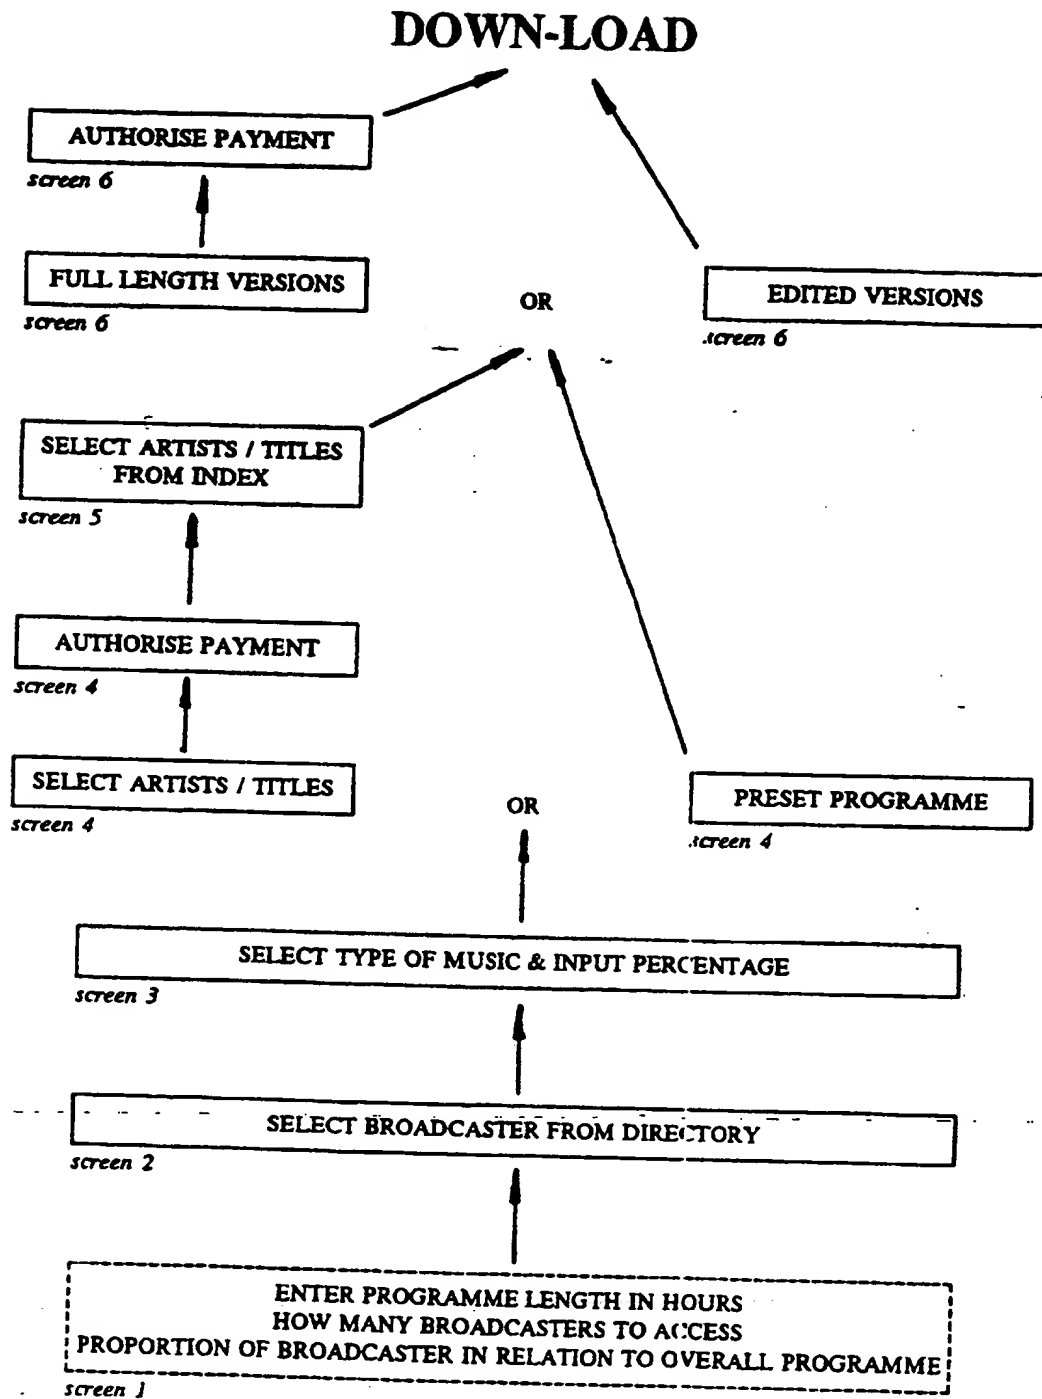 DOWN-LOAD
AUTHORISE PAYMENT
screen 6
FULL LENGTH VERSIONS
screen 6
OR
EDITED VERSIONS
screen 6
SELECT ARTISTS / TITLES
FROM INDEX
screen 5
AUTHORISE PAYMENT
screen 4
SELECT ARTISTS / TITLES
screen 4
OR
PRESET PROGRAMME
screen 4
SELECT TYPE OF MUSIC & INPUT PERCENTAGE
screen 3
SELECT BROADCASTER FROM DIRECTORY
screen 2
ENTER PROGRAMME LENGTH IN HOURS
HOW MANY BROADCASTERS TO ACCESS
PROPORTION OF BROADCASTER IN RELATION TO OVERALL PROGRAMME
screen 1